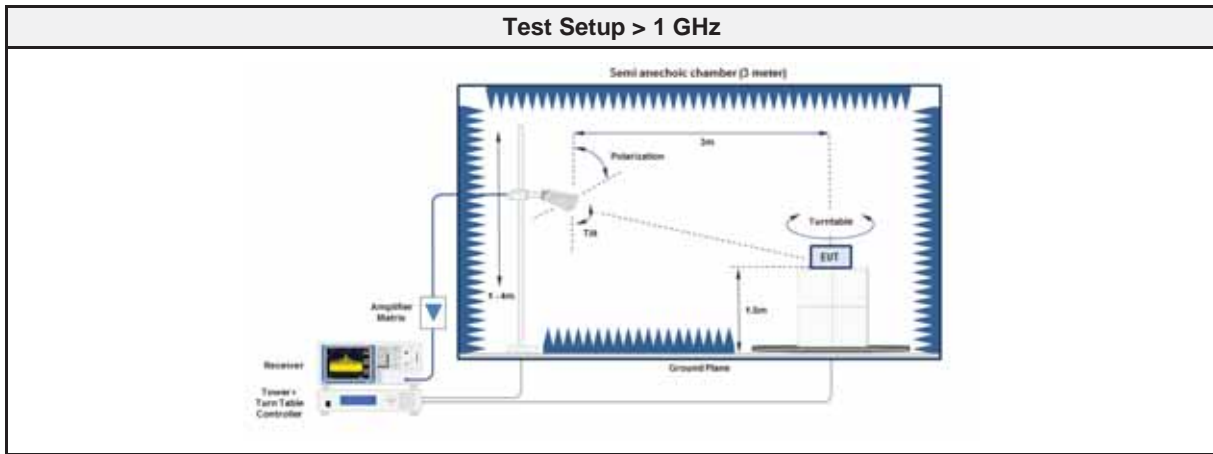 Test Setup > 1 GHz
Semi anechoic chamber (3 meter)
3m
Polarization
Turntable
Tilt
EUT
1 - 4m
1.5m
Amplifier
Matrix
Receiver
Ground Plane
Tower+
Turn Table
Controller